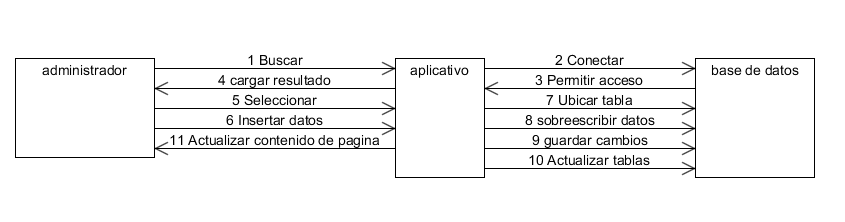 administrador
1 Buscar
4 cargar resultado
5 Seleccionar
6 Insertar datos
11 Actualizar contenido de pagina
aplicativo
2 Conectar
3 Permitir acceso
7 Ubicar tabla
8 sobreescribir datos
9 guardar cambios
10 Actualizar tablas
base de datos